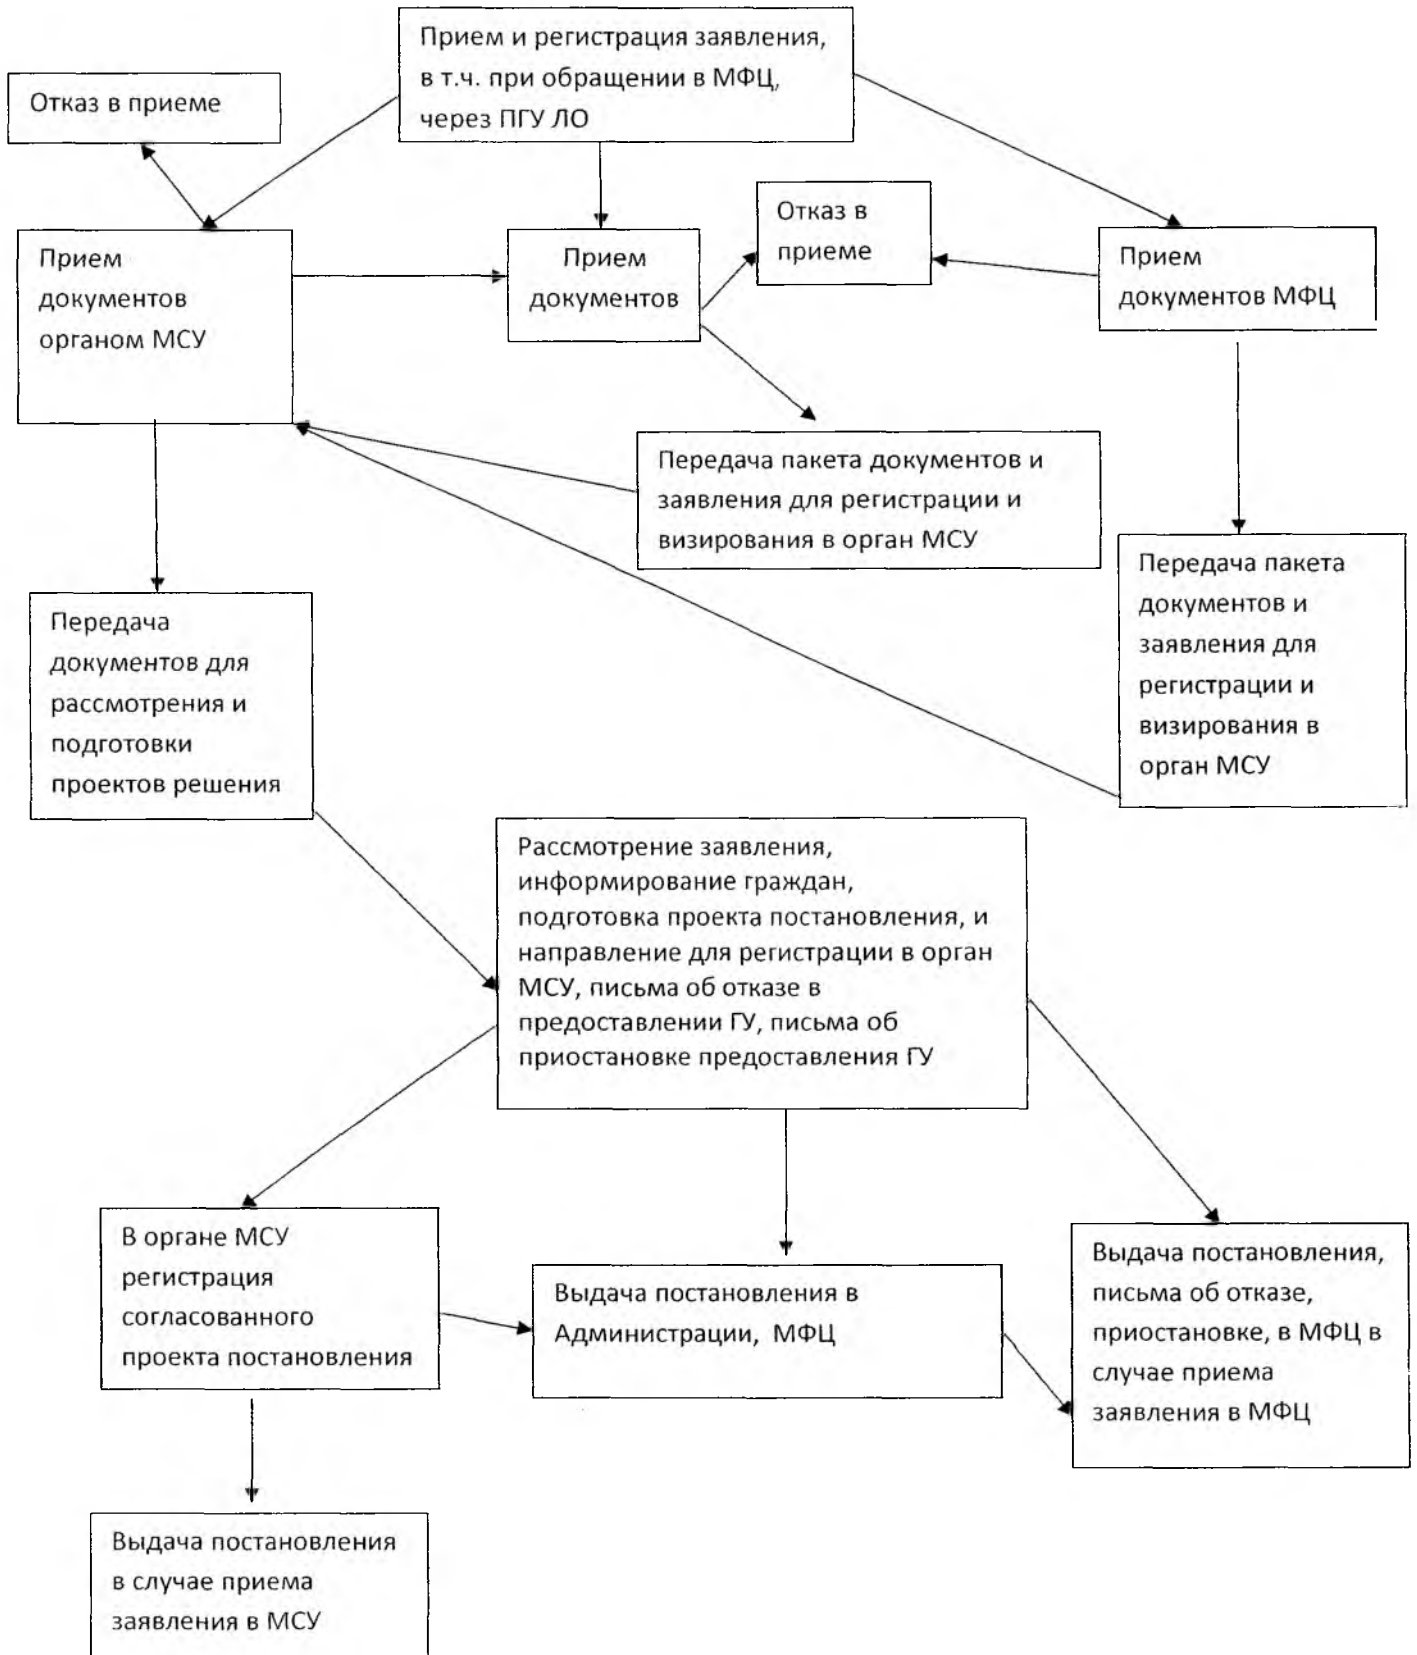 Прием и регистрация заявления,
в т.ч. при обращении в МФЦ,
через ПГУ ЛО
Отказ в приеме
Отказ в
приеме
Прием
документов
органом МСУ
Прием
документов
Прием
документов МФЦ
Передача пакета документов и
заявления для регистрации и
визирования в орган МСУ
Передача пакета
документов и
заявления для
регистрации и
визирования в
орган МСУ
Передача
документов для
рассмотрения и
подготовки
проектов решения
Рассмотрение заявления,
информирование граждан,
подготовка проекта постановления, и
направление для регистрации в орган
МСУ, письма об отказе в
предоставлении ГУ, письма об
приостановке предоставления ГУ
В органе МСУ
регистрация
согласованного
проекта постановления
Выдача постановления в
Администрации, МФЦ
Выдача постановления,
письма об отказе,
приостановке, в МФЦ в
случае приема
заявления в МФЦ
Выдача постановления
в случае приема
заявления в МСУ